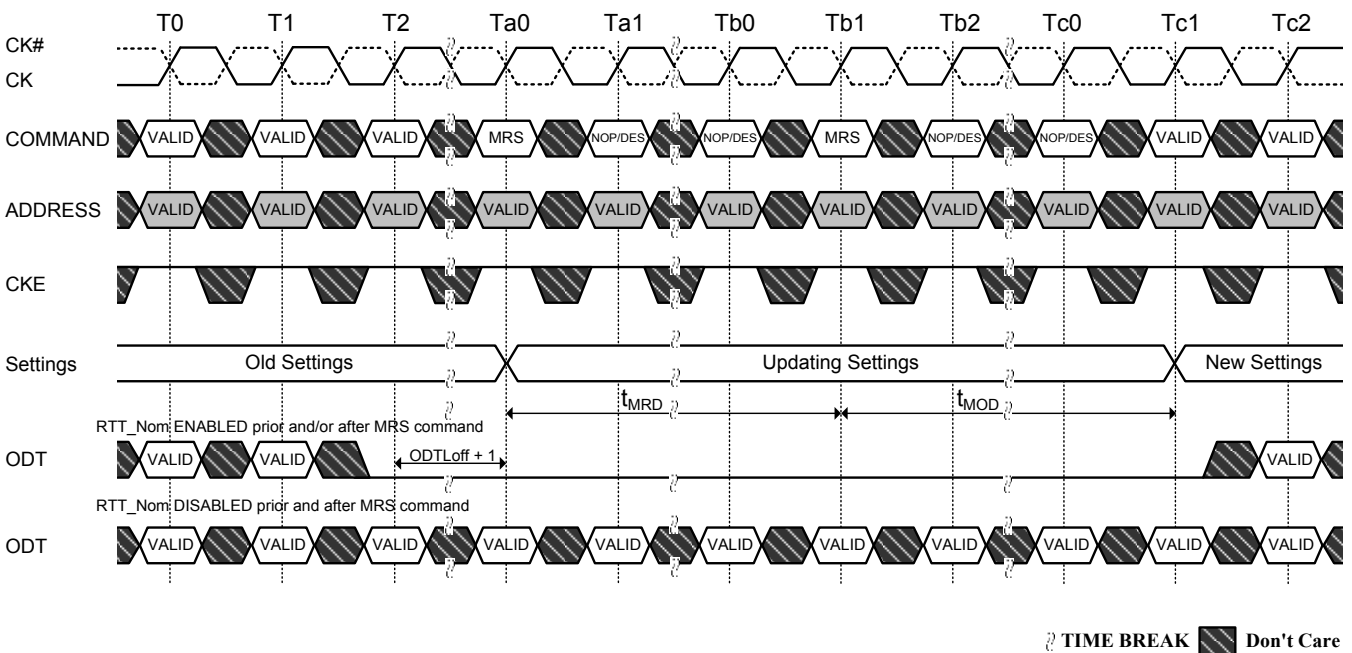 T0 T1 T2 Ta0 Ta1 Tb0 Tb1 Tb2 Tc0 Tc1 Tc2
CK#
CK
COMMAND VALID VALID VALID MRS NOP/DES NOP/DES MRS NOP/DES NOP/DES VALID VALID
ADDRESS VALID VALID VALID VALID VALID VALID VALID VALID VALID VALID VALID
CKE
Settings Old Settings Updating Settings New Settings
tMRD tMOD
RTT_Nom ENABLED prior and/or after MRS command
ODT VALID VALID ODTLoff + 1 VALID
RTT_Nom DISABLED prior and after MRS command
ODT VALID VALID VALID VALID VALID VALID VALID VALID VALID VALID VALID
TIME BREAK Don't Care